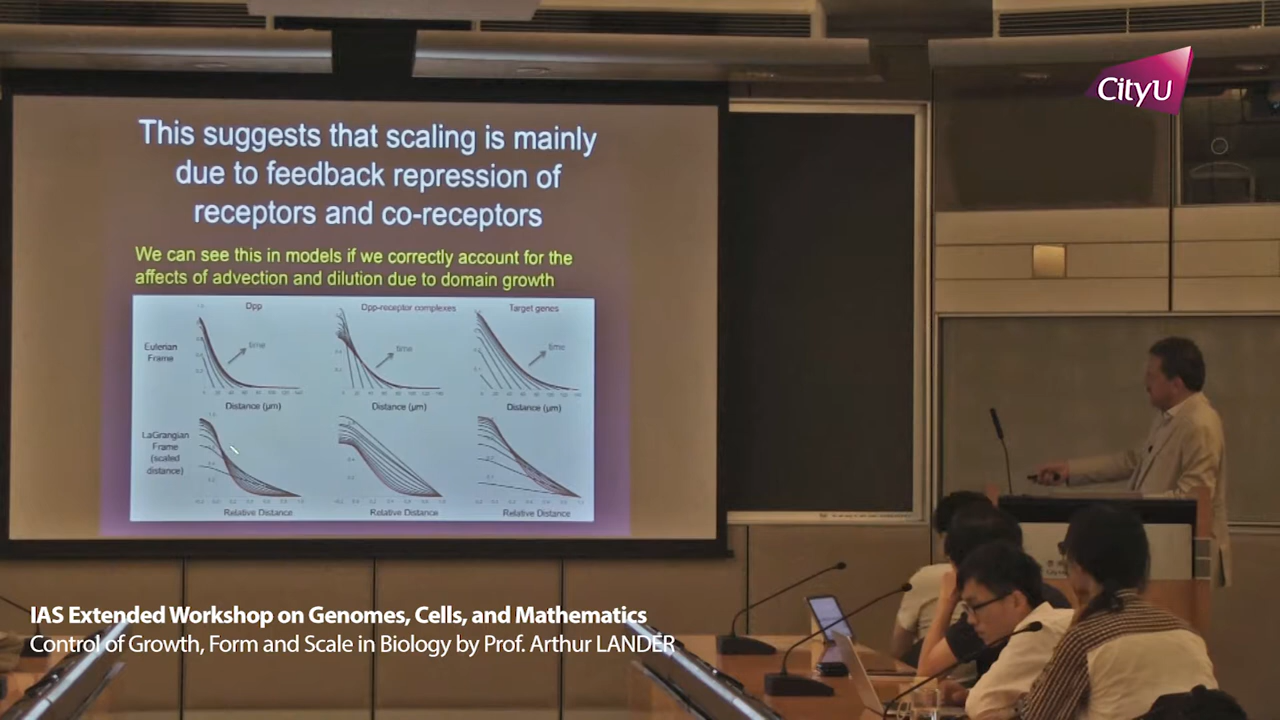 CityU
This suggests that scaling is mainly
due to feedback repression of
receptors and co-receptors
We can see this in models if we correctly account for the
affects of advection and dilution due to domain growth
Dpp
Dpp-receptor complexes
Target genes
Eulerian
Frame
time
time
time
Distance (µm)
Distance (µm)
Distance (µm)
LaGrangian
Frame
(scaled
distance)
Relative Distance
Relative Distance
Relative Distance
IAS Extended Workshop on Genomes, Cells, and Mathematics
Control of Growth, Form and Scale in Biology by Prof. Arthur LANDER